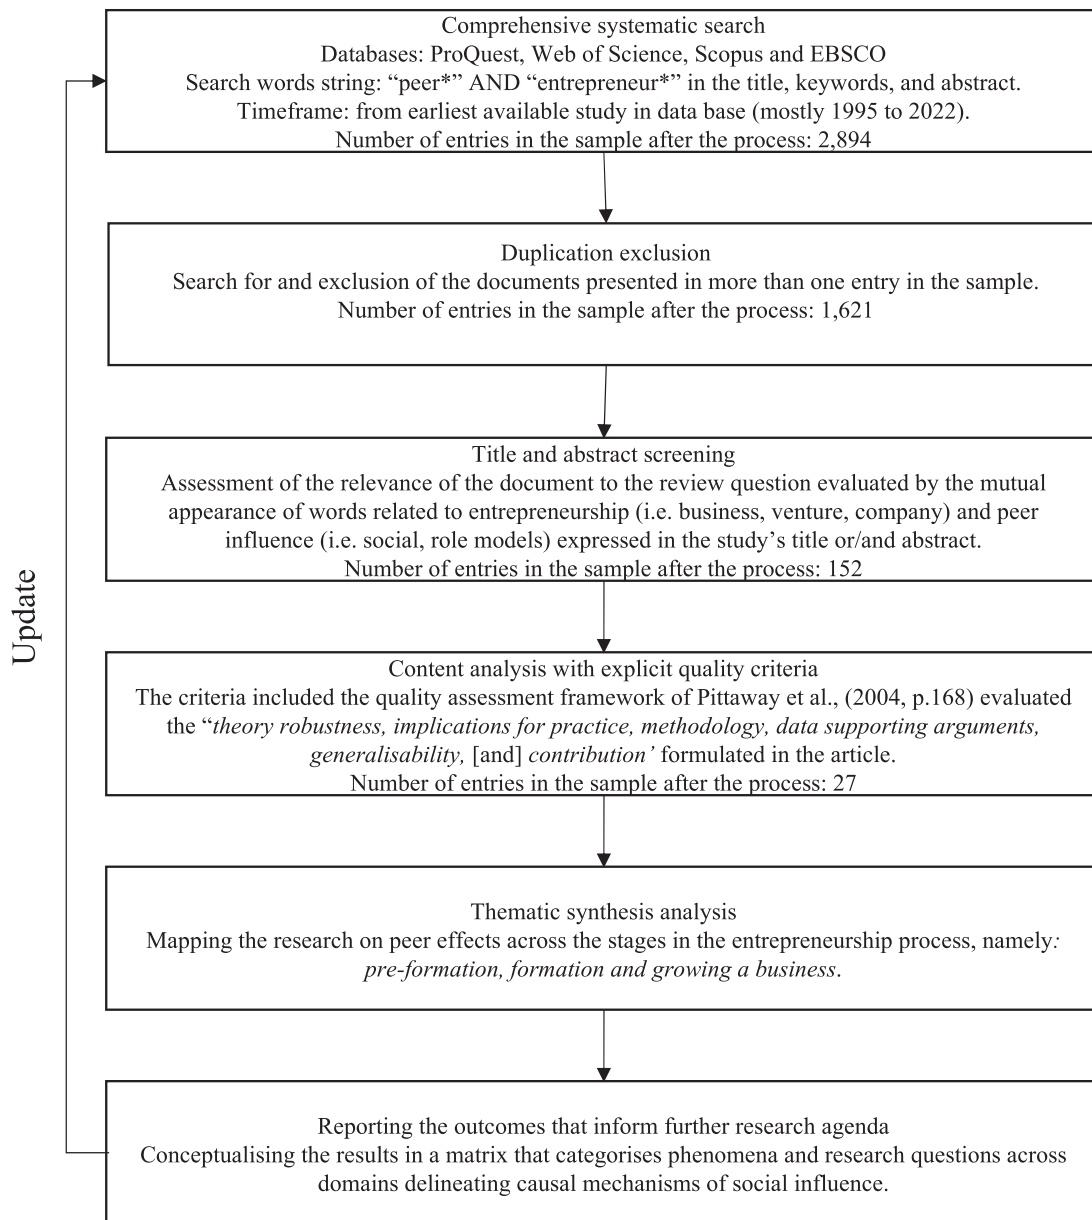 Comprehensive systematic search
Databases: ProQuest, Web of Science, Scopus and EBSCO
Search words string: “peer*” AND “entrepreneur*” in the title, keywords, and abstract.
Timeframe: from earliest available study in data base (mostly 1995 to 2022).
Number of entries in the sample after the process: 2,894
Duplication exclusion
Search for and exclusion of the documents presented in more than one entry in the sample.
Number of entries in the sample after the process: 1,621
Title and abstract screening
Assessment of the relevance of the document to the review question evaluated by the mutual
appearance of words related to entrepreneurship (i.e. business, venture, company) and peer
influence (i.e. social, role models) expressed in the study’s title or/and abstract.
Number of entries in the sample after the process: 152
Update
Content analysis with explicit quality criteria
The criteria included the quality assessment framework of Pittaway et al., (2004, p.168) evaluated
the “theory robustness, implications for practice, methodology, data supporting arguments,
generalisability, [and] contribution’ formulated in the article.
Number of entries in the sample after the process: 27
Thematic synthesis analysis
Mapping the research on peer effects across the stages in the entrepreneurship process, namely:
pre-formation, formation and growing a business.
Reporting the outcomes that inform further research agenda
Conceptualising the results in a matrix that categorises phenomena and research questions across
domains delineating causal mechanisms of social influence.